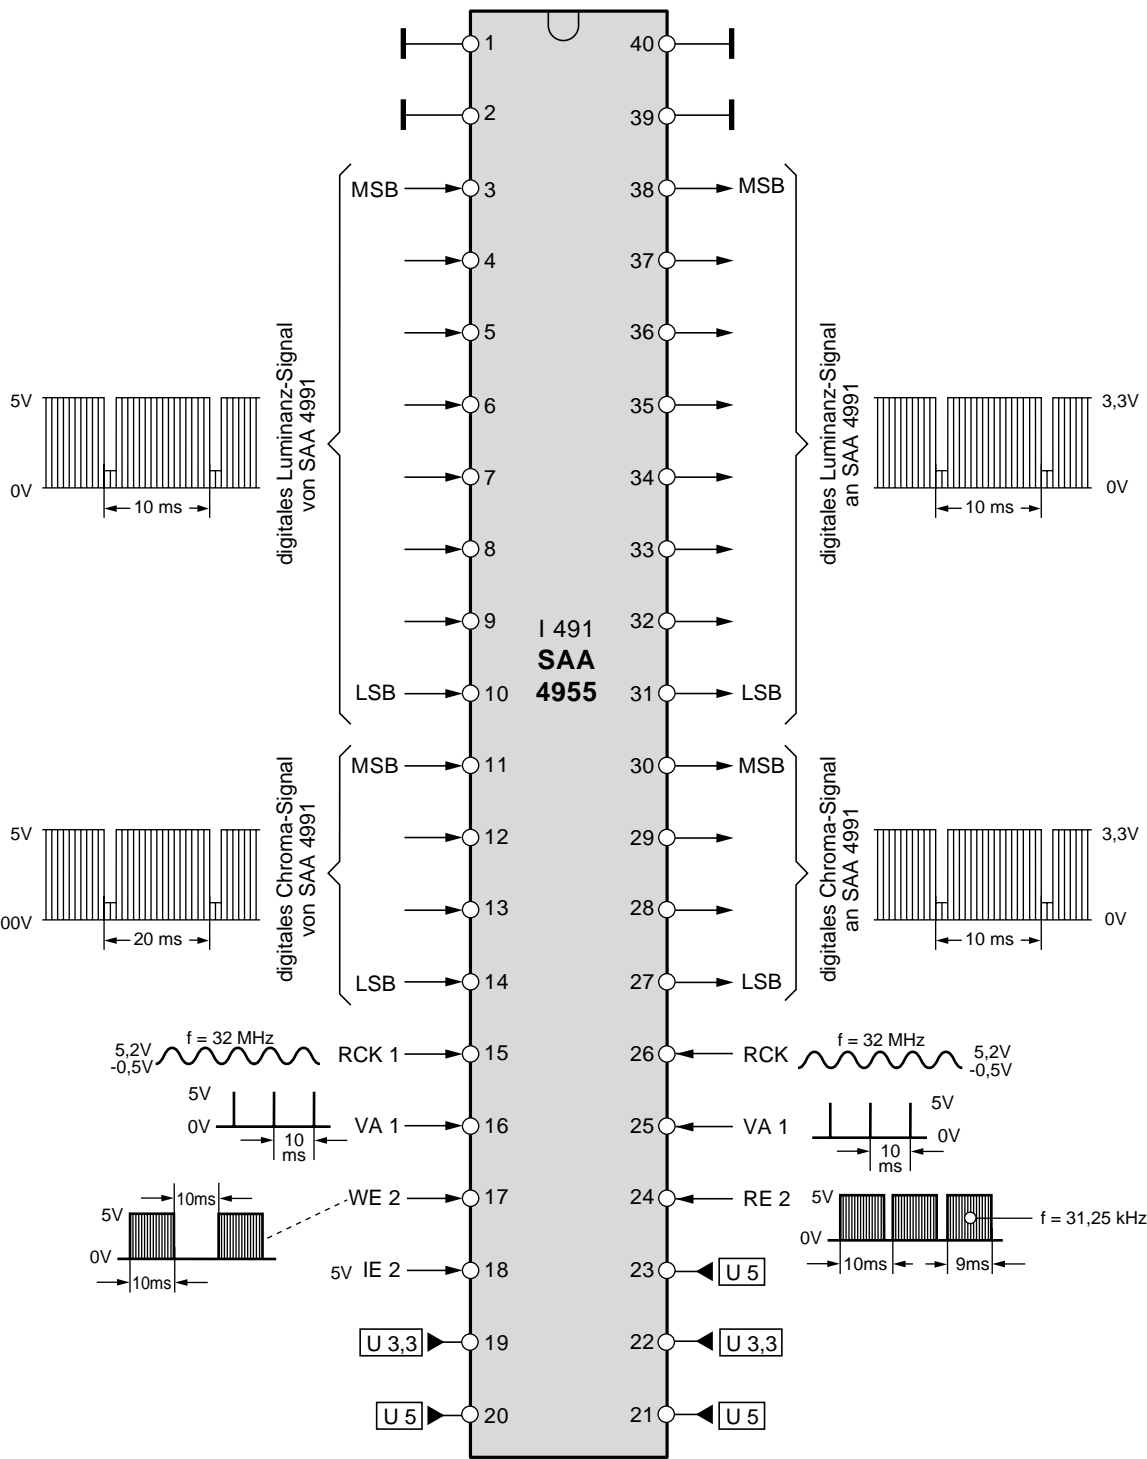 1 40
2 39
MSB 3 38 MSB
4 37
5 36
digitales Luminanz-Signal
von SAA 4991
digitales Luminanz-Signal
an SAA 4991
5V 6 35 3,3V
7 34
0V 10 ms 10 ms 0V
8 33
9 32
I 491
SAA
4955
LSB 10 31 LSB
MSB 11 30 MSB
digitales Chroma-Signal
von SAA 4991
digitales Chroma-Signal
an SAA 4991
5V 12 29 3,3V
13 28
00V 20 ms 10 ms 0V
LSB 14 27 LSB
f = 32 MHz f = 32 MHz
5,2V RCK 1 15 26 RCK 5,2V
-0,5V -0,5V
5V 5V
0V VA 1 16 25 VA 1 0V
10
ms
10
ms
10ms WE 2 17 24 RE 2 5V
5V f = 31,25 kHz
0V 0V
10ms 10ms 9ms
5V IE 2 18 23 U 5
U 3,3 19 22 U 3,3
U 5 20 21 U 5